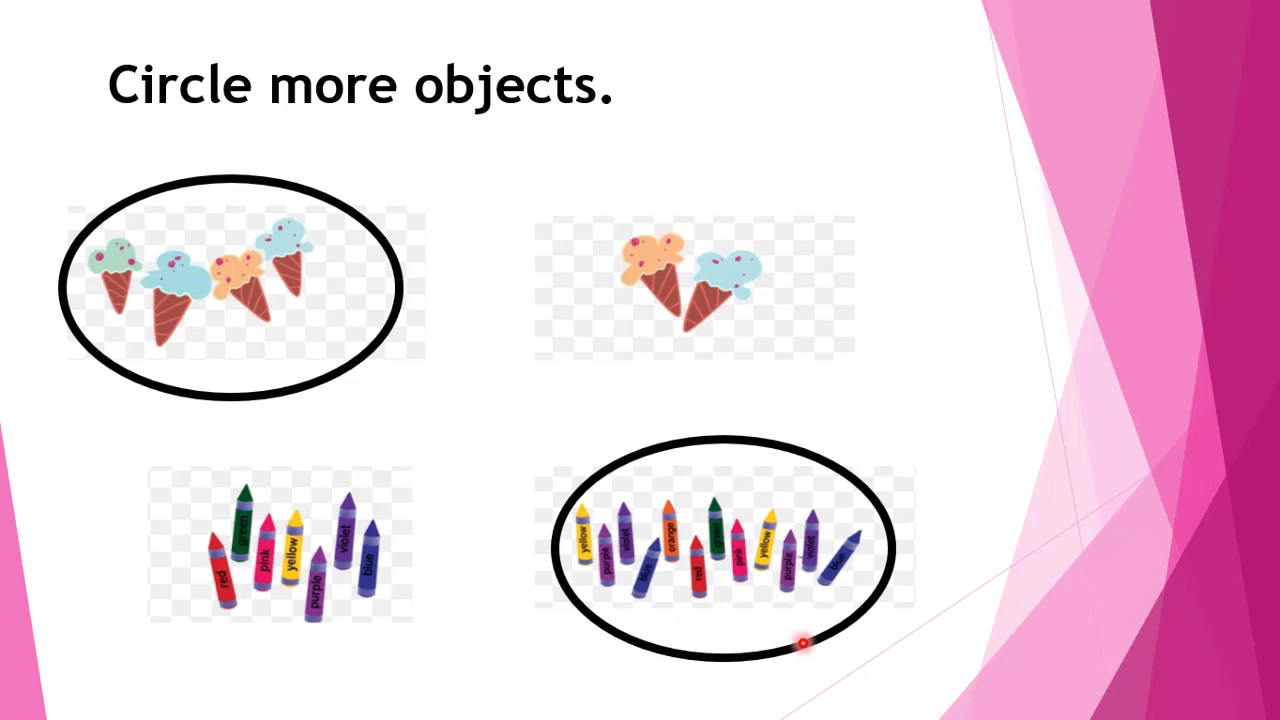 Circle more objects.
red
green
pink
yellow
purple
violet
blue
yellow
purple
violet
blue
orange
red
green
pink
yellow
purple
violet
blue